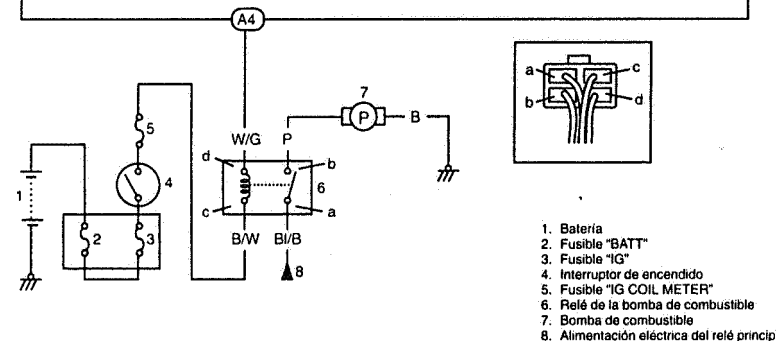 A4
7
a
c
b
d
P
B
5
W/G
P
d
b
1
4
6
c
a
2
3
B/W
Bl/B
8
1. Batería
2. Fusible "BATT"
3. Fusible "IG"
4. Interruptor de encendido
5. Fusible "IG COIL METER"
6. Relé de la bomba de combustible
7. Bomba de combustible
8. Alimentación eléctrica del relé princip